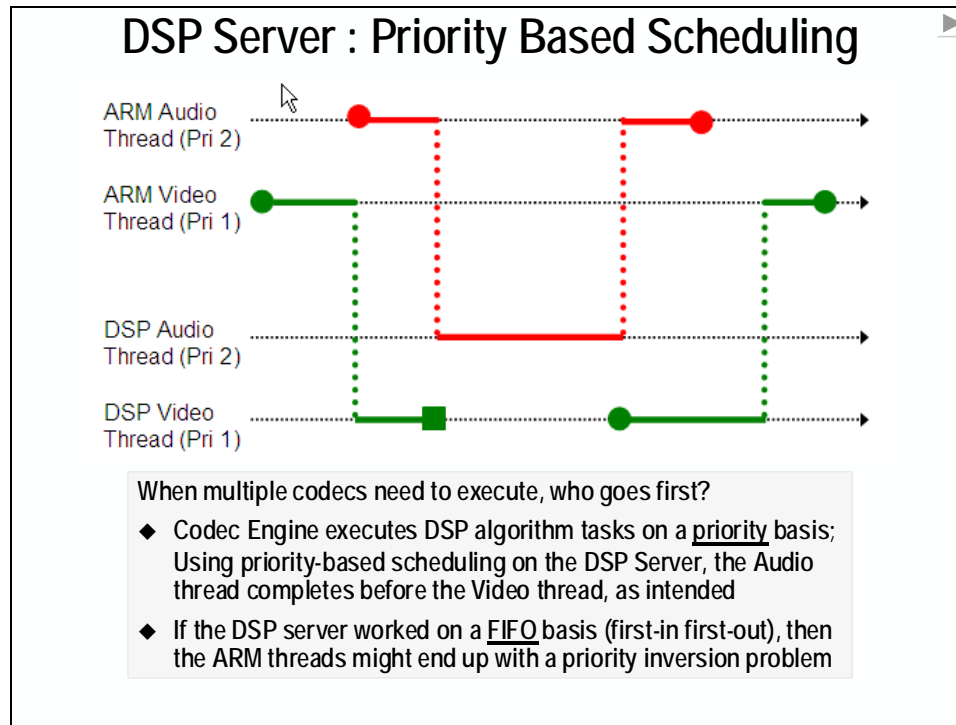 DSP Server : Priority Based Scheduling
ARM Audio
Thread (Pri 2)
ARM Video
Thread (Pri 1)
DSP Audio
Thread (Pri 2)
DSP Video
Thread (Pri 1)
When multiple codecs need to execute, who goes first?
◆ Codec Engine executes DSP algorithm tasks on a priority basis;
Using priority-based scheduling on the DSP Server, the Audio
thread completes before the Video thread, as intended
◆ If the DSP server worked on a FIFO basis (first-in first-out), then
the ARM threads might end up with a priority inversion problem